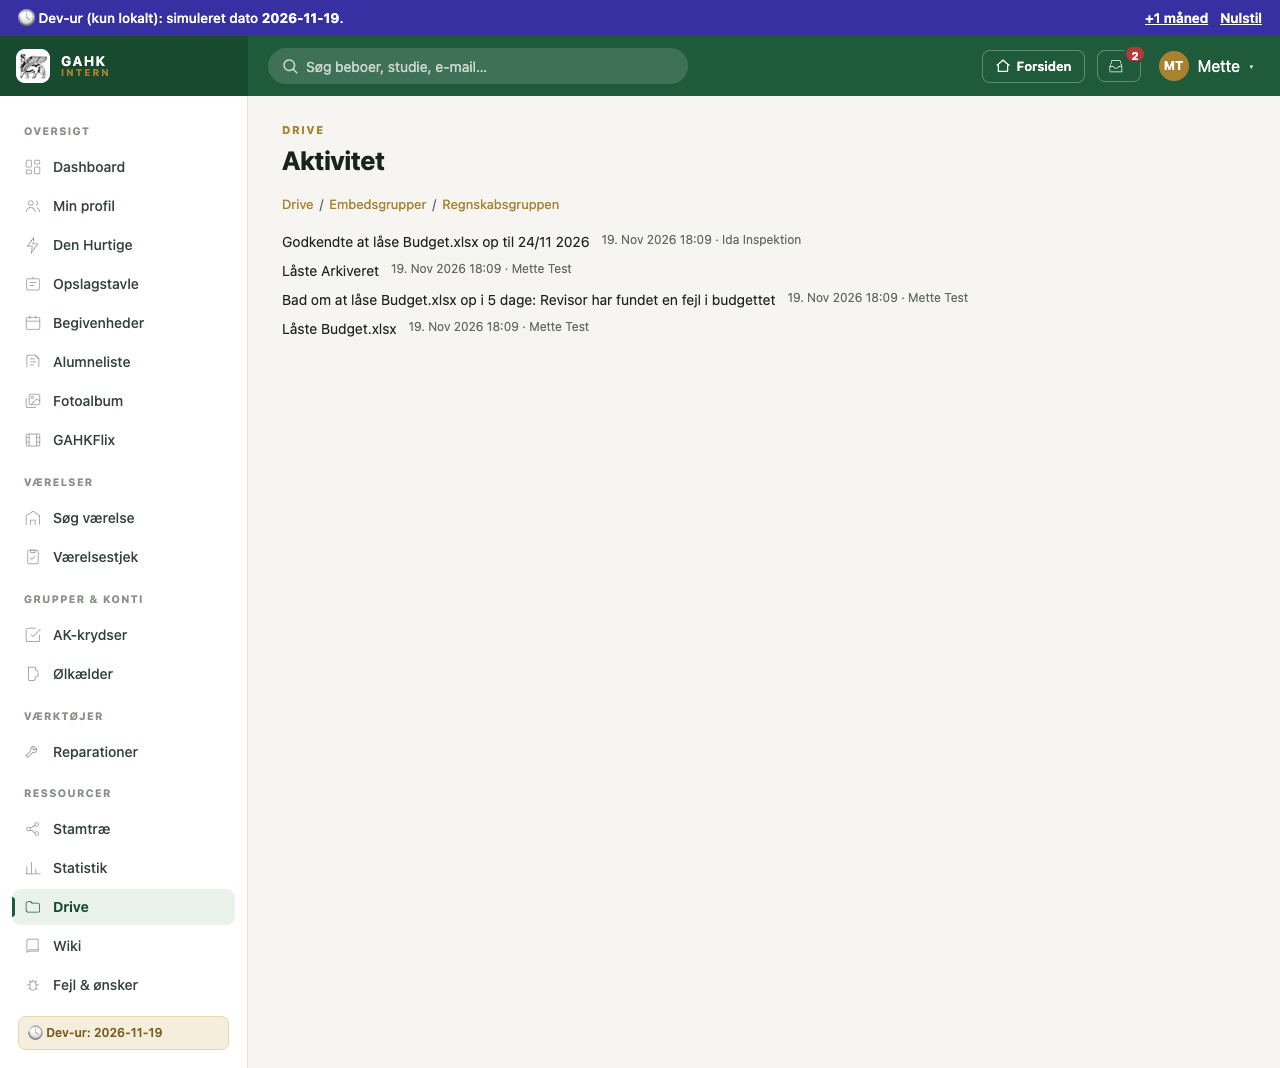 Dev-ur (kun lokalt): simuleret dato 2026-11-19.
+1 måned Nulstil
GAHK
INTERN
Søg beboer, studie, e-mail...
Forsiden
2
MT Mette
OVERSIGT
Dashboard
Min profil
Den Hurtige
Opslagstavle
Begivenheder
Alumneliste
Fotoalbum
GAHKFlix
VÆRELSER
Søg værelse
Værelsestjek
GRUPPER & KONTI
AK-krydser
Ølkælder
VÆRKTØJER
Reparationer
RESSOURCER
Stamtræ
Statistik
Drive
Wiki
Fejl & ønsker
Dev-ur: 2026-11-19
DRIVE
Aktivitet
Drive / Embedsgrupper / Regnskabsgruppen
Godkendte at låse Budget.xlsx op til 24/11 2026 19. Nov 2026 18:09 · Ida Inspektion
Låste Arkiveret 19. Nov 2026 18:09 · Mette Test
Bad om at låse Budget.xlsx op i 5 dage: Revisor har fundet en fejl i budgettet 19. Nov 2026 18:09 · Mette Test
Låste Budget.xlsx 19. Nov 2026 18:09 · Mette Test